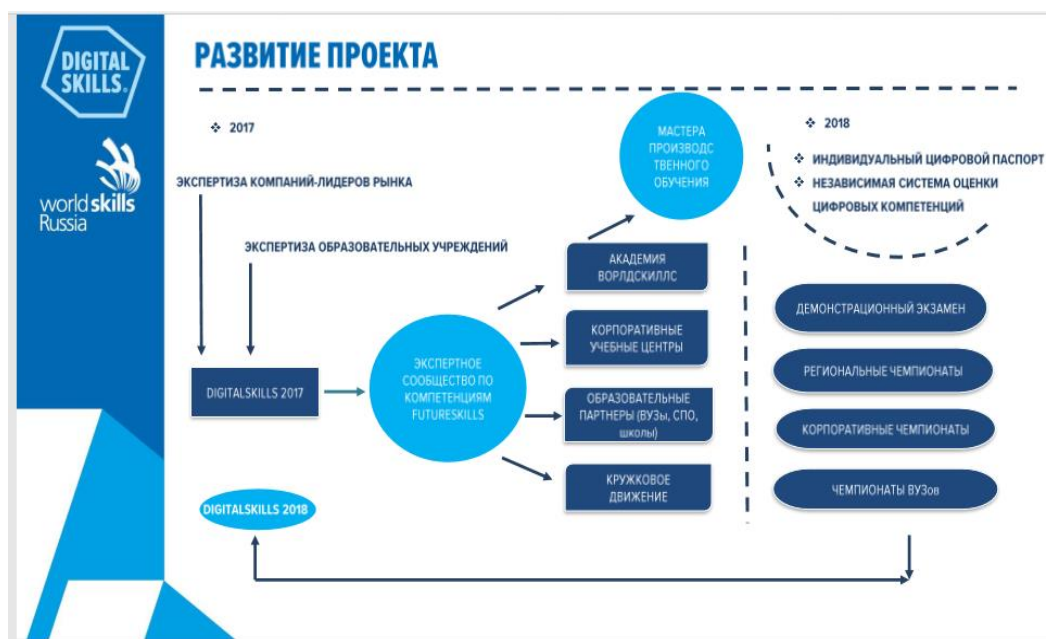 DIGITAL
SKILLS
world skills
Russia
РАЗВИТИЕ ПРОЕКТА
❖ 2017
ЭКСПЕРТИЗА КОМПАНИЙ-ЛИДЕРОВ РЫНКА
ЭКСПЕРТИЗА ОБРАЗОВАТЕЛЬНЫХ УЧРЕЖДЕНИЙ
DIGITALSKILLS 2017
ЭКСПЕРТНОЕ
СООБЩЕСТВО ПО
КОМПЕТЕНЦИЯМ
FUTURESKILLS
МАСТЕРА
ПРОИЗВОДС
ТВЕННОГО
ОБУЧЕНИЯ
АКАДЕМИЯ
ВОРЛДСКИЛЛС
КОРПОРАТИВНЫЕ
УЧЕБНЫЕ ЦЕНТРЫ
ОБРАЗОВАТЕЛЬНЫЕ
ПАРТНЕРЫ (ВУЗы, СПО,
школы)
КРУЖКОВОЕ
ДВИЖЕНИЕ
❖ 2018
❖ ИНДИВИДУАЛЬНЫЙ ЦИФРОВОЙ ПАСПОРТ
❖ НЕЗАВИСИМАЯ СИСТЕМА ОЦЕНКИ
ЦИФРОВЫХ КОМПЕТЕНЦИЙ
ДЕМОНСТРАЦИОННЫЙ ЭКЗАМЕН
РЕГИОНАЛЬНЫЕ ЧЕМПИОНАТЫ
КОРПОРАТИВНЫЕ ЧЕМПИОНАТЫ
ЧЕМПИОНАТЫ ВУЗов
DIGITALSKILLS 2018